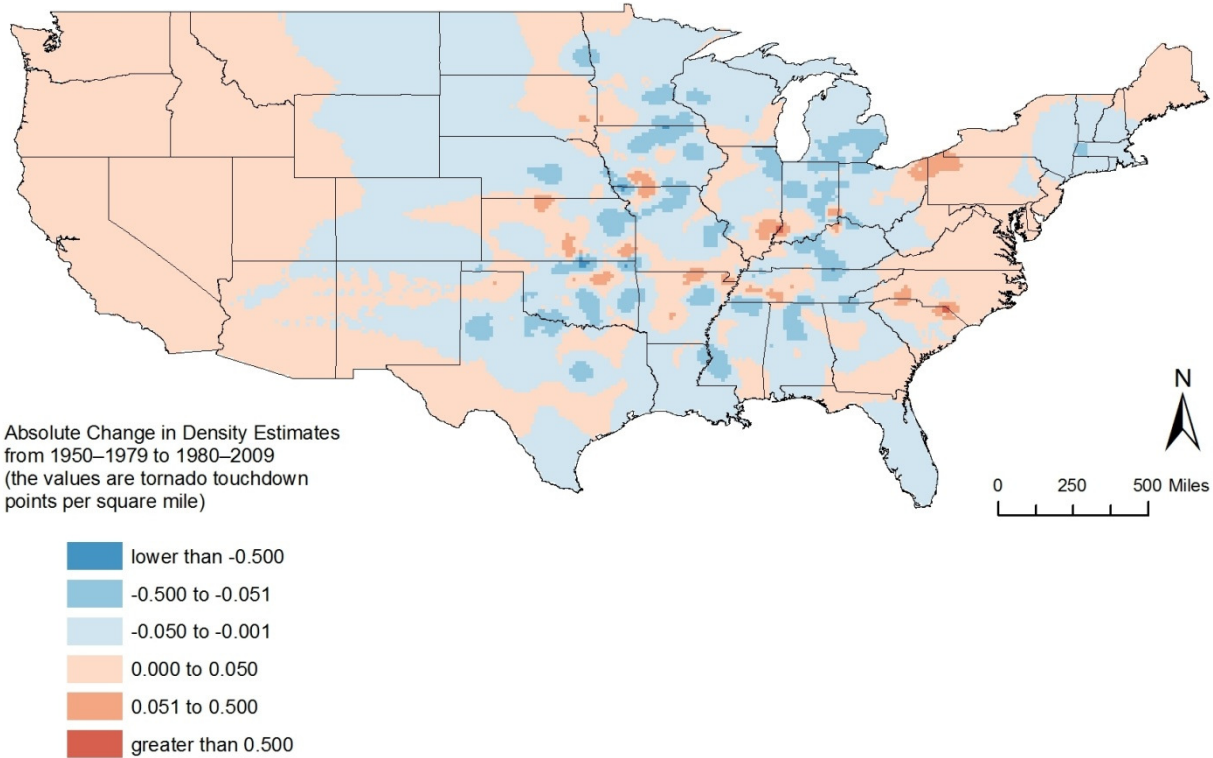 N
0 250 500 Miles
Absolute Change in Density Estimates
from 1950–1979 to 1980–2009
(the values are tornado touchdown
points per square mile)
lower than -0.500
-0.500 to -0.051
-0.050 to -0.001
0.000 to 0.050
0.051 to 0.500
greater than 0.500